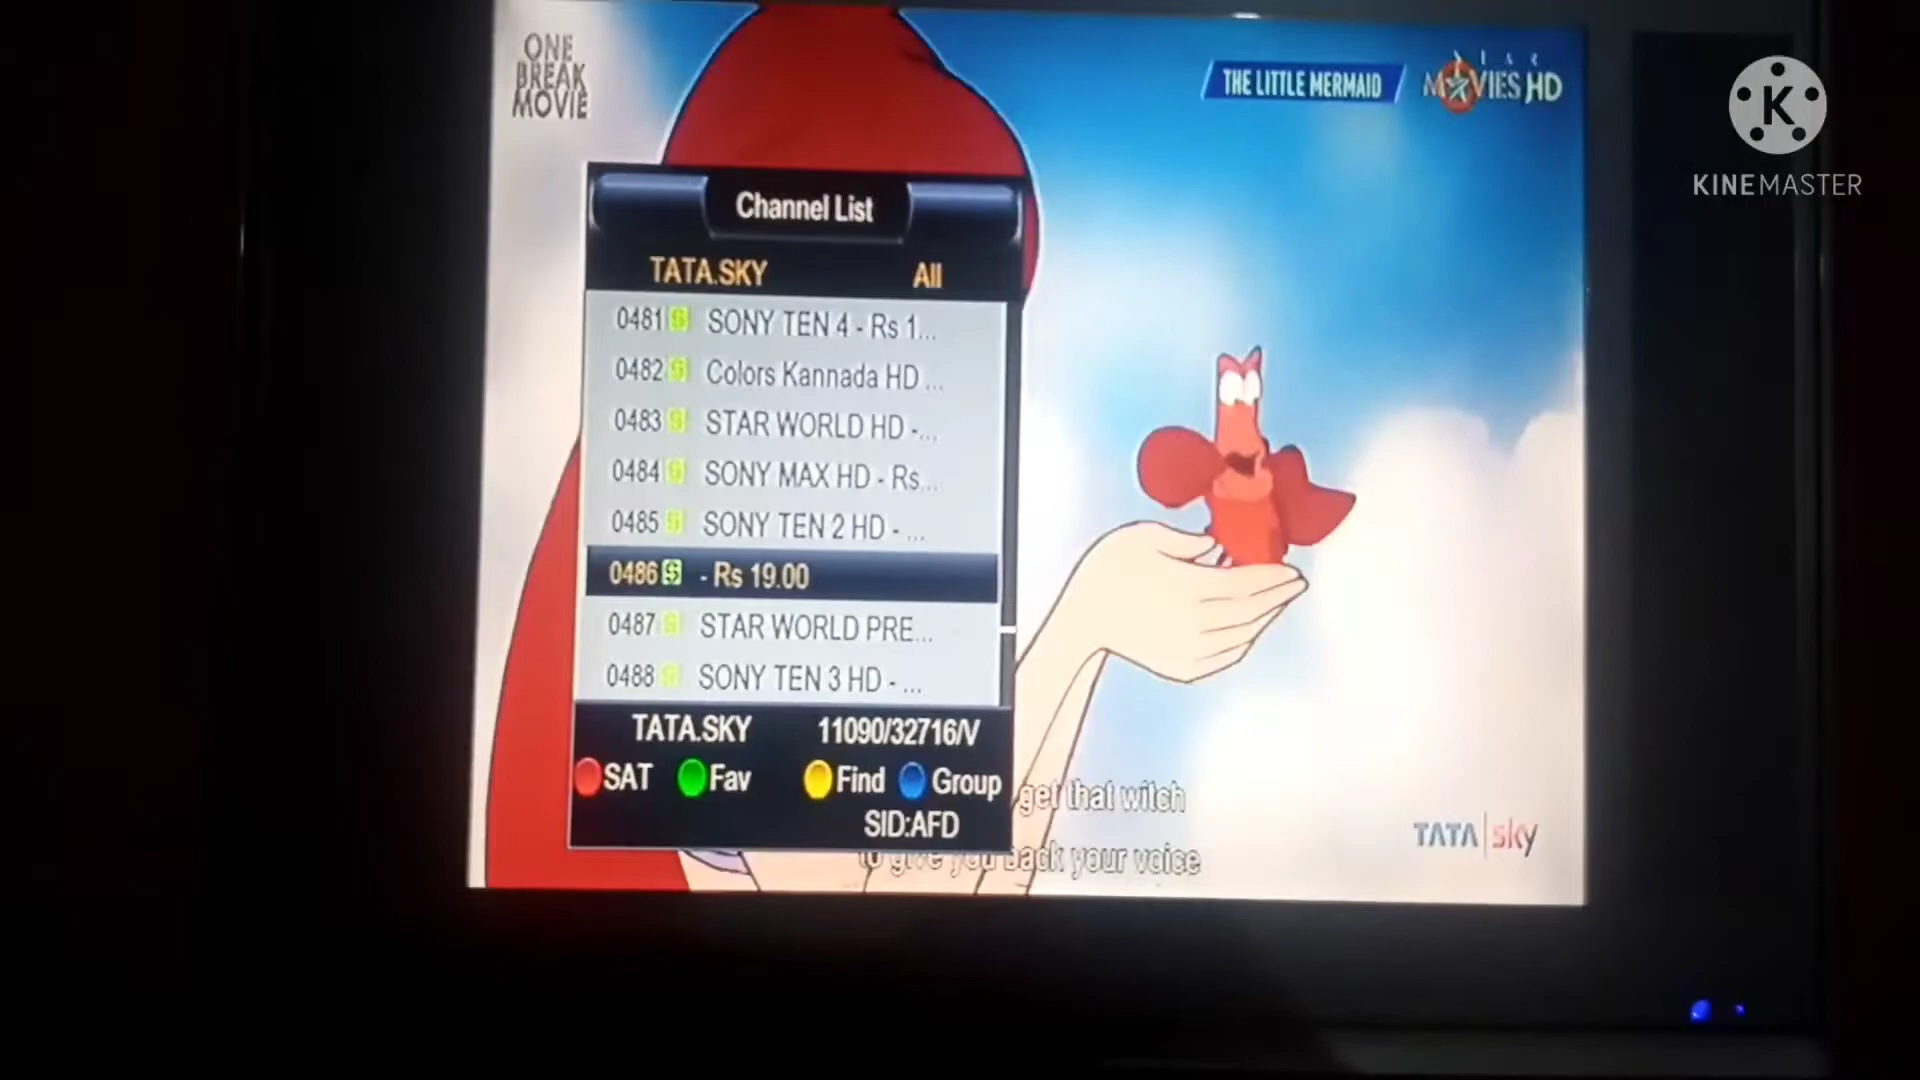 ONE
BREAK
MOVIE
THE LITTLE MERMAID
STAR
MOVIES HD
K
KINEMASTER
Channel List
TATA.SKY All
0481 $ SONY TEN 4 - Rs 1...
0482 $ Colors Kannada HD ...
0483 $ STAR WORLD HD -...
0484 $ SONY MAX HD - Rs...
0485 $ SONY TEN 2 HD - ...
0486 $ - Rs 19.00
0487 $ STAR WORLD PRE...
0488 $ SONY TEN 3 HD - ...
TATA.SKY 11090/32716/V
SAT Fav Find Group
SID:AFD
get that witch
to give you back your voice
TATA sky